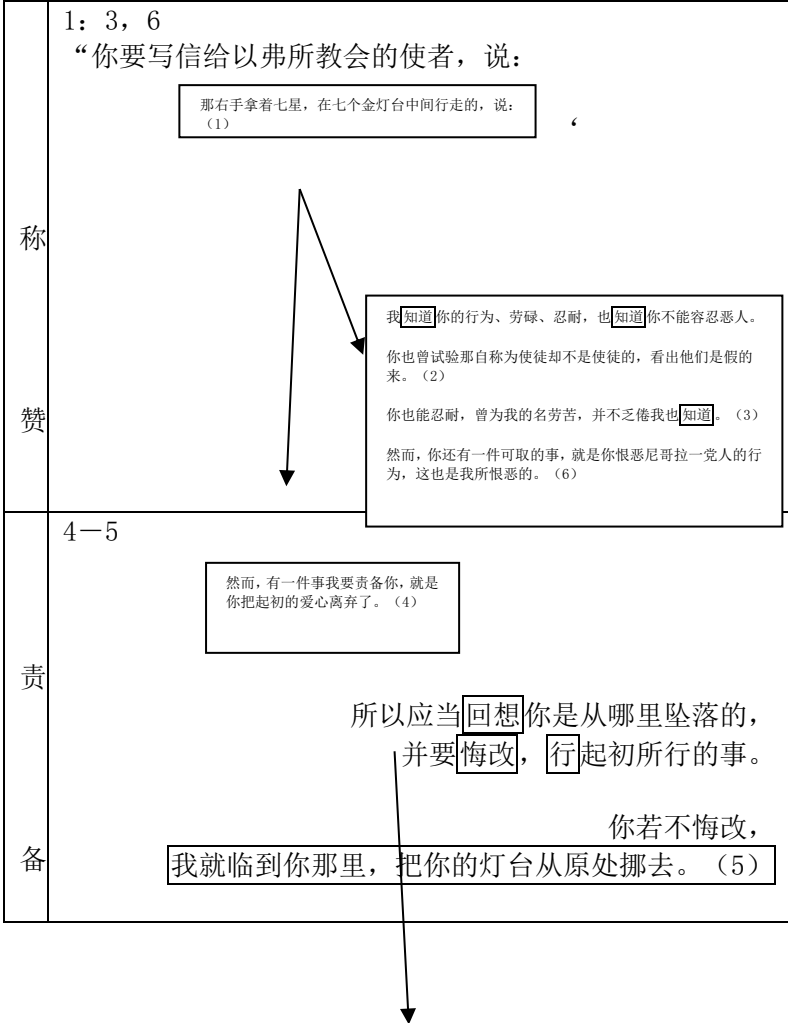 1: 3, 6
“你要写信给以弗所教会的使者, 说:
那右手拿着七星, 在七个金灯台中间行走的, 说:
(1)
‘
称
赞
我知道你的行为、劳碌、忍耐, 也知道你不能容忍恶人。
你也曾试验那自称为使徒却不是使徒的, 看出他们是假的
来。(2)
你也能忍耐, 曾为我的名劳苦, 并不乏倦我也知道。(3)
然而, 你还有一件可取的事, 就是你恨恶尼哥拉一党人的行
为, 这也是我所恨恶的。(6)
4－5
然而, 有一件事我要责备你, 就是
你把起初的爱心离弃了。(4)
责
备
所以应当回想你是从哪里坠落的,
并要悔改, 行起初所行的事。
你若不悔改,
我就临到你那里, 把你的灯台从原处挪去。(5)